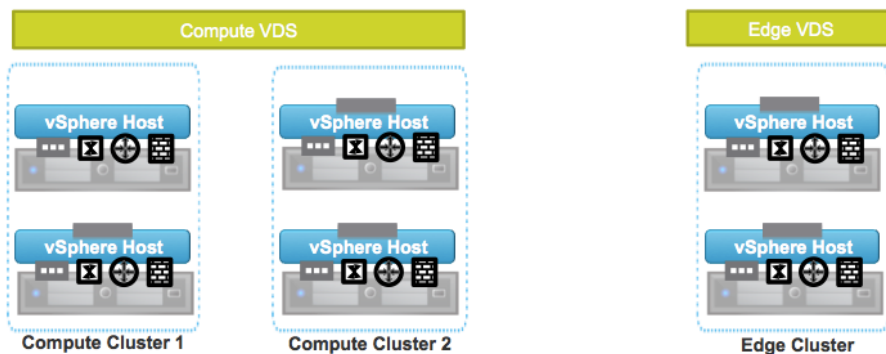 Compute VDS
Edge VDS
vSphere Host
vSphere Host
vSphere Host
vSphere Host
vSphere Host
vSphere Host
Compute Cluster 1
Compute Cluster 2
Edge Cluster